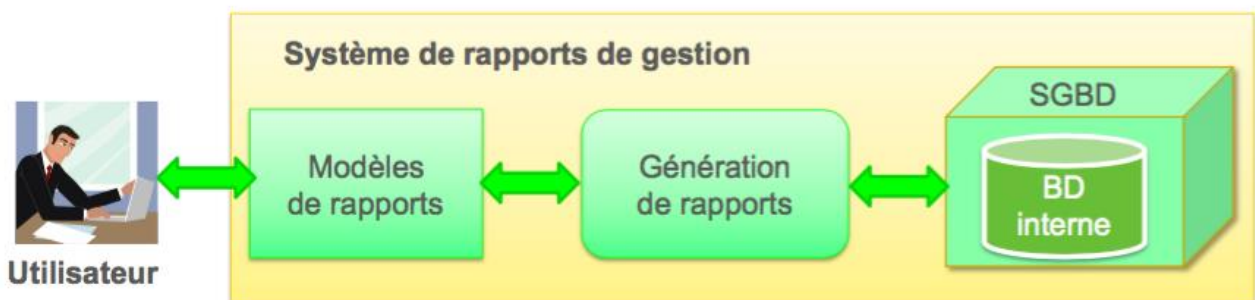 Système de rapports de gestion
SGBD
Modèles
de rapports
Génération
de rapports
BD
interne
Utilisateur